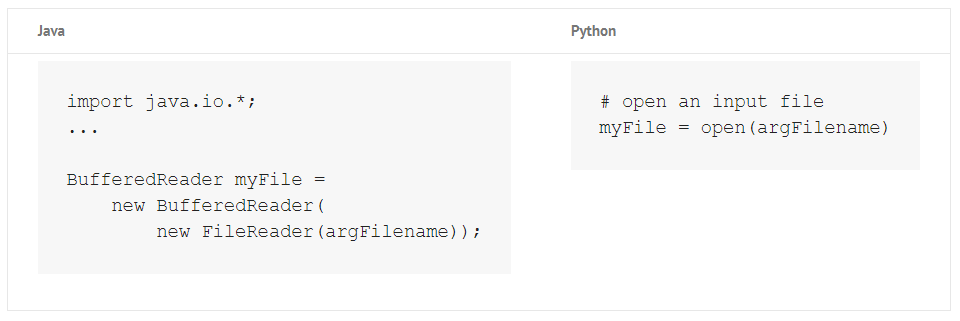 Java
Python
import java.io.*;
...
BufferedReader myFile =
new BufferedReader(
new FileReader(argFilename));
# open an input file
myFile = open(argFilename)